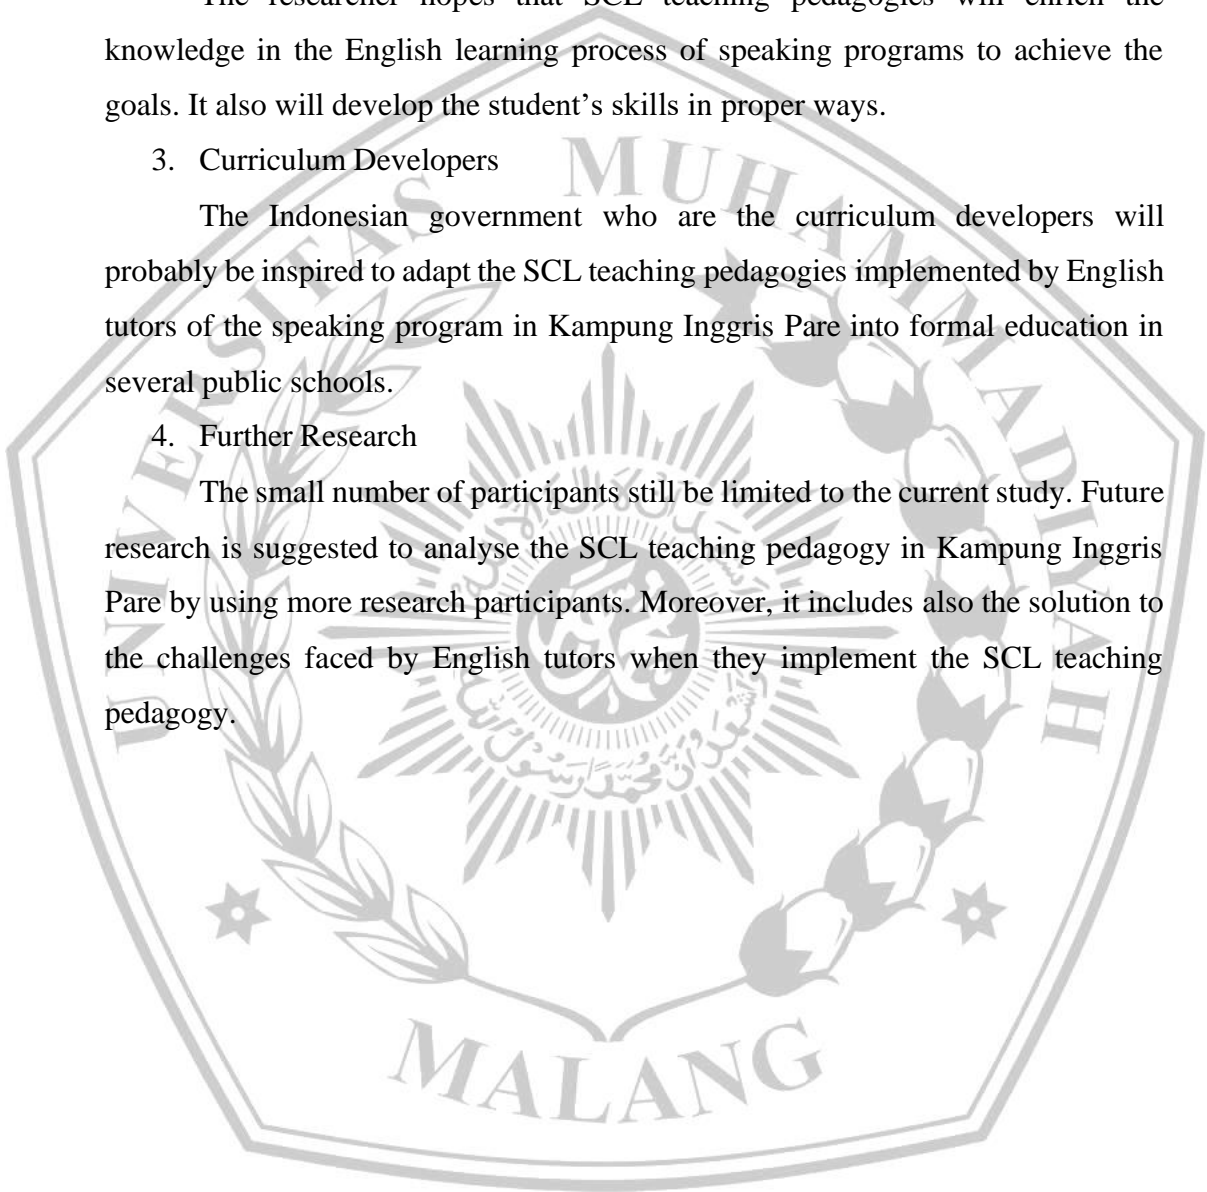 The researcher hopes that SCL teaching pedagogies will enrich the
knowledge in the English learning process of speaking programs to achieve the
goals. It also will develop the student’s skills in proper ways.
3. Curriculum Developers
The Indonesian government who are the curriculum developers will
probably be inspired to adapt the SCL teaching pedagogies implemented by English
tutors of the speaking program in Kampung Inggris Pare into formal education in
several public schools.
4. Further Research
The small number of participants still be limited to the current study. Future
research is suggested to analyse the SCL teaching pedagogy in Kampung Inggris
Pare by using more research participants. Moreover, it includes also the solution to
the challenges faced by English tutors when they implement the SCL teaching
pedagogy.
UNIVERSITAS MUHAMMADIYAH
MALANG